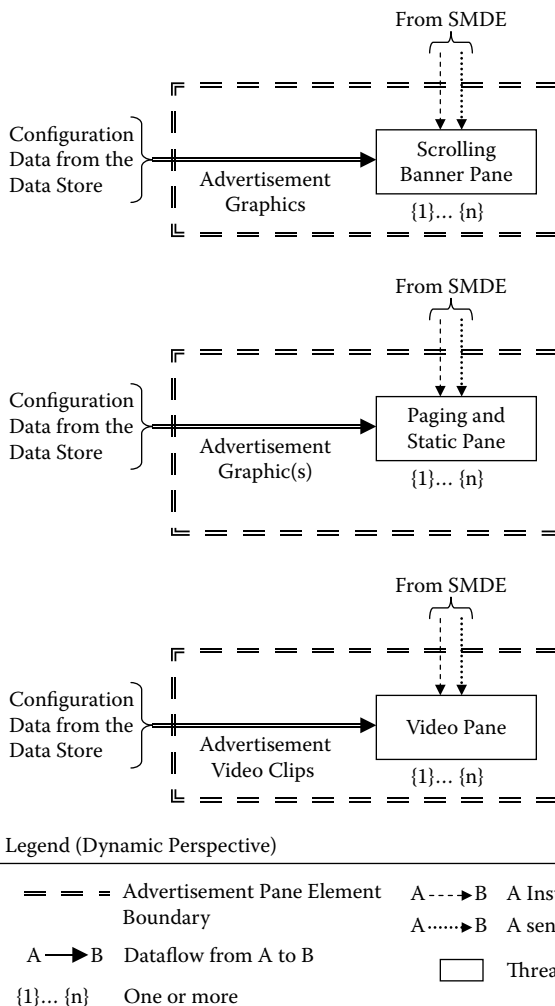 From SMDE
Configuration
Data from the
Data Store
Advertisement
Graphics
Scrolling
Banner Pane
{1}... {n}
From SMDE
Configuration
Data from the
Data Store
Advertisement
Graphic(s)
Paging and
Static Pane
{1}... {n}
From SMDE
Configuration
Data from the
Data Store
Advertisement
Video Clips
Video Pane
{1}... {n}
Legend (Dynamic Perspective)
Advertisement Pane Element
Boundary
A B A
A B Dataflow from A to B
A B A sen
{1}... {n} One or more